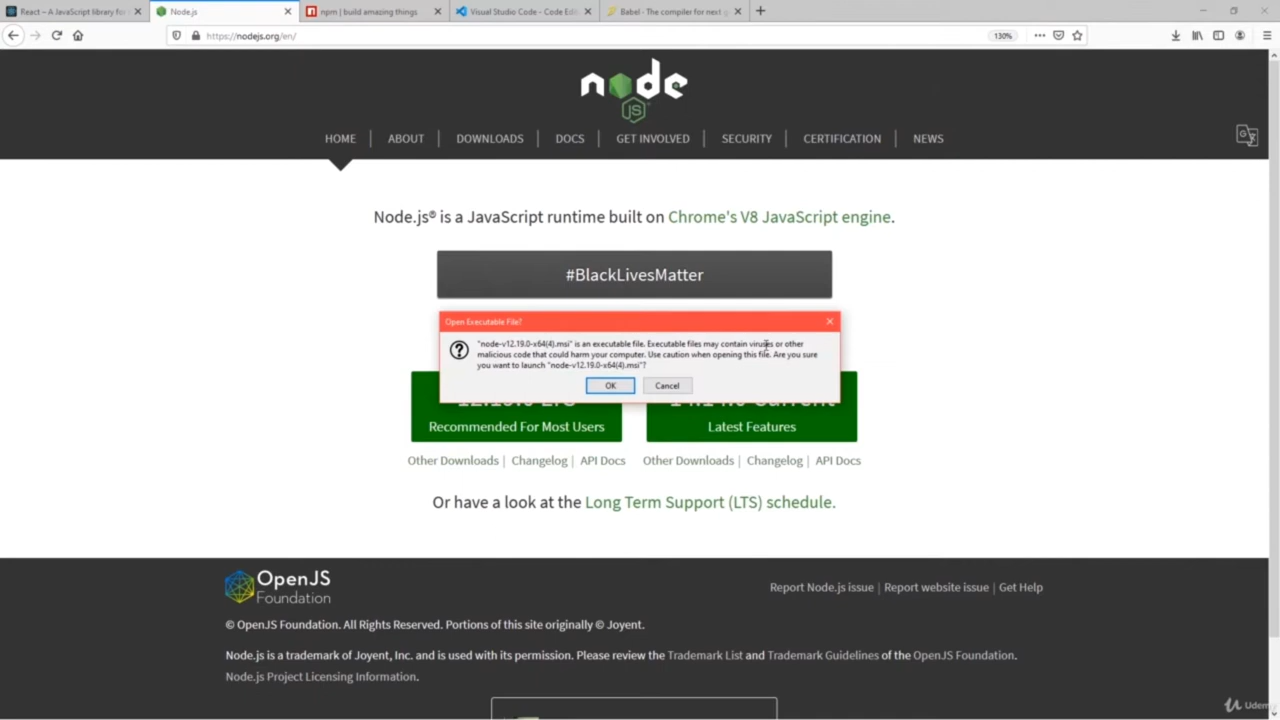 React – A JavaScript library for
Node.js
npm | build amazing things
Visual Studio Code - Code Edit
Babel - The compiler for next g
https://nodejs.org/en/
130%
node
JS
HOME
ABOUT
DOWNLOADS
DOCS
GET INVOLVED
SECURITY
CERTIFICATION
NEWS
Node.js® is a JavaScript runtime built on Chrome's V8 JavaScript engine.
#BlackLivesMatter
Open Executable File?
"node-v12.19.0-x64(4).msi" is an executable file. Executable files may contain viruses or other
malicious code that could harm your computer. Use caution when opening this file. Are you sure
you want to launch "node-v12.19.0-x64(4).msi"?
OK
Cancel
Recommended For Most Users
Latest Features
Other Downloads | Changelog | API Docs
Other Downloads | Changelog | API Docs
Or have a look at the Long Term Support (LTS) schedule.
OpenJS
Foundation
Report Node.js issue | Report website issue | Get Help
© OpenJS Foundation. All Rights Reserved. Portions of this site originally © Joyent.
Node.js is a trademark of Joyent, Inc. and is used with its permission. Please review the Trademark List and Trademark Guidelines of the OpenJS Foundation.
Node.js Project Licensing Information.
Udemy